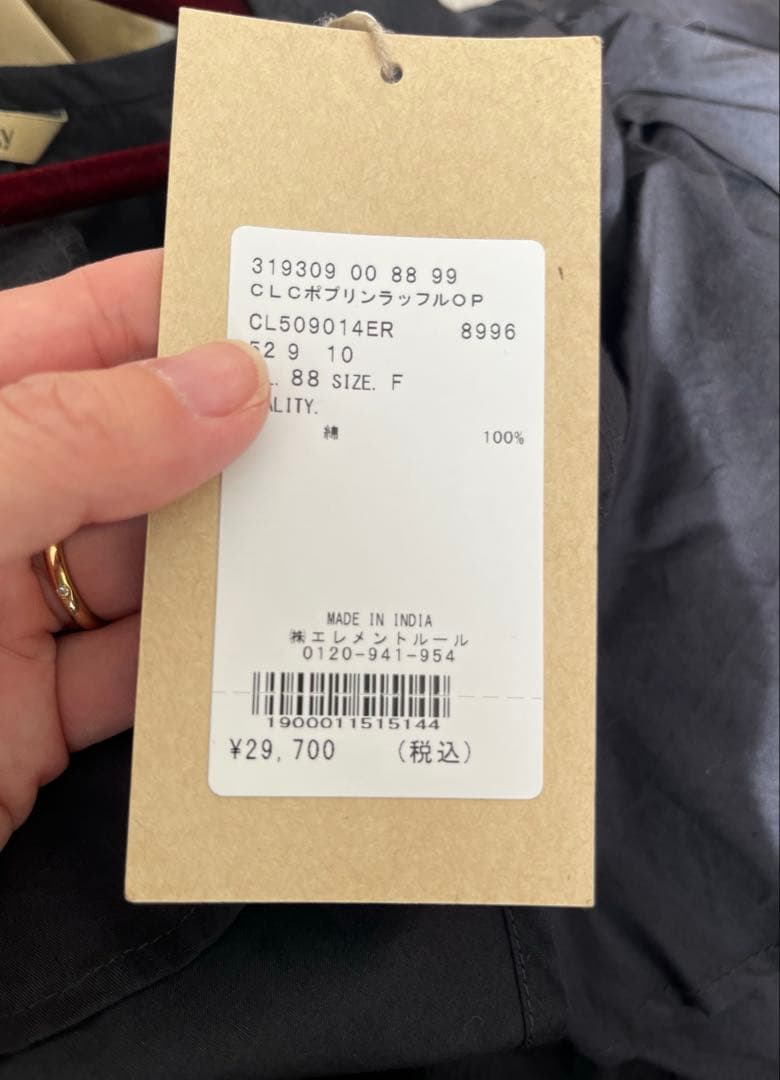 319309 00 88 99
CLCポプリンラッフルOP
CL509014ER 8996
52 9 10
88 SIZE. F
ALITY.
綿 100%
MADE IN INDIA
㈱エレメントルール
0120-941-954
1900011515144
¥29,700 (税込)